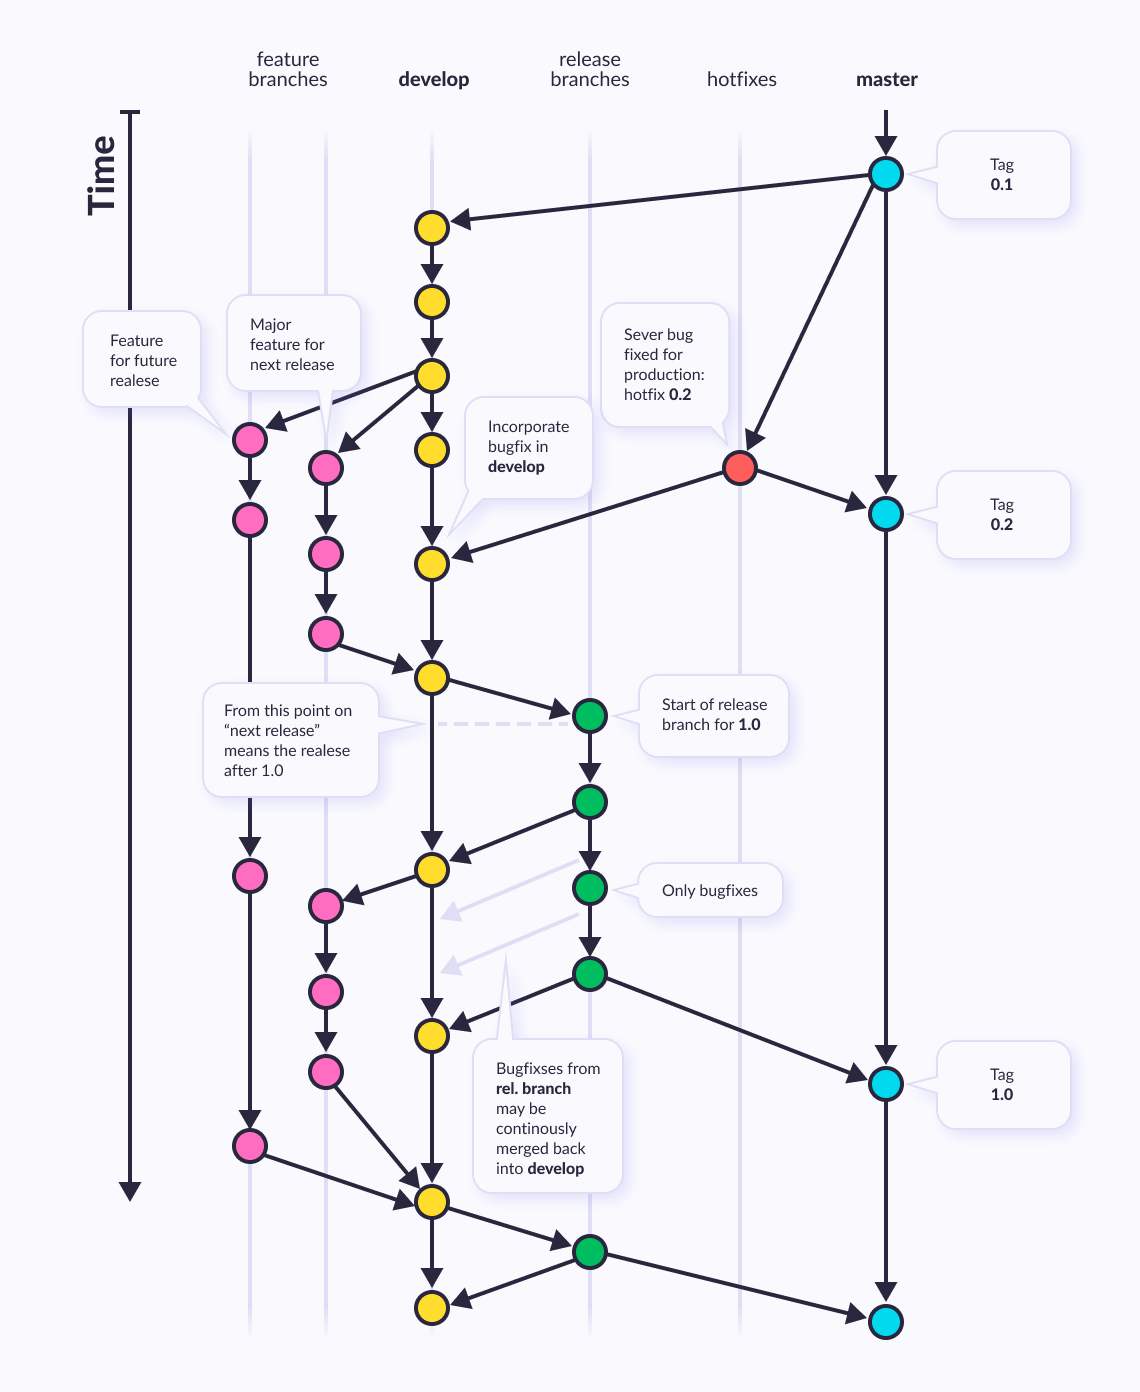 feature
branches
develop
release
branches
hotfixes
master
Time
Tag
0.1
Feature
for future
realese
Major
feature for
next release
Sever bug
fixed for
production:
hotfix 0.2
Incorporate
bugfix in
develop
Tag
0.2
From this point on
“next release”
means the realese
after 1.0
Start of release
branch for 1.0
Only bugfixes
Bugfixses from
rel. branch
may be
continously
merged back
into develop
Tag
1.0